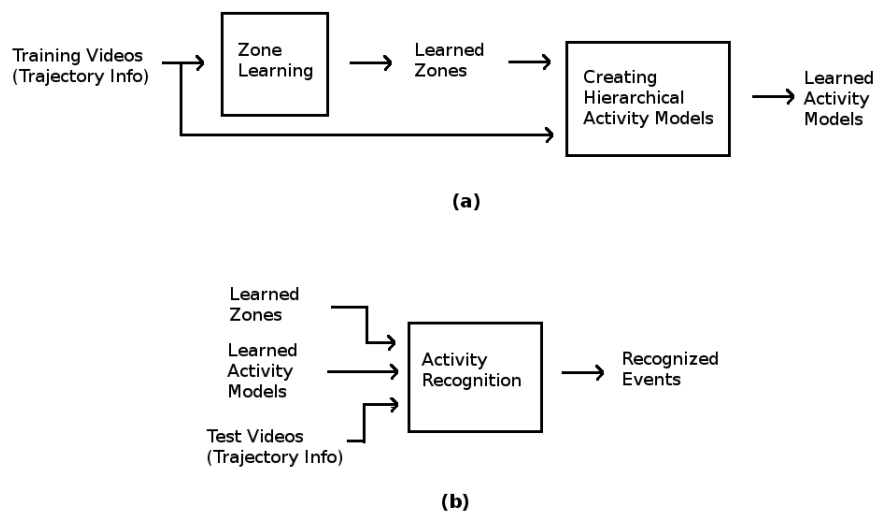 Training Videos
(Trajectory Info)
Zone
Learning
Learned
Zones
Creating
Hierarchical
Activity Models
Learned
Activity
Models
(a)
Learned
Zones
Learned
Activity
Models
Test Videos
(Trajectory Info)
Activity
Recognition
Recognized
Events
(b)